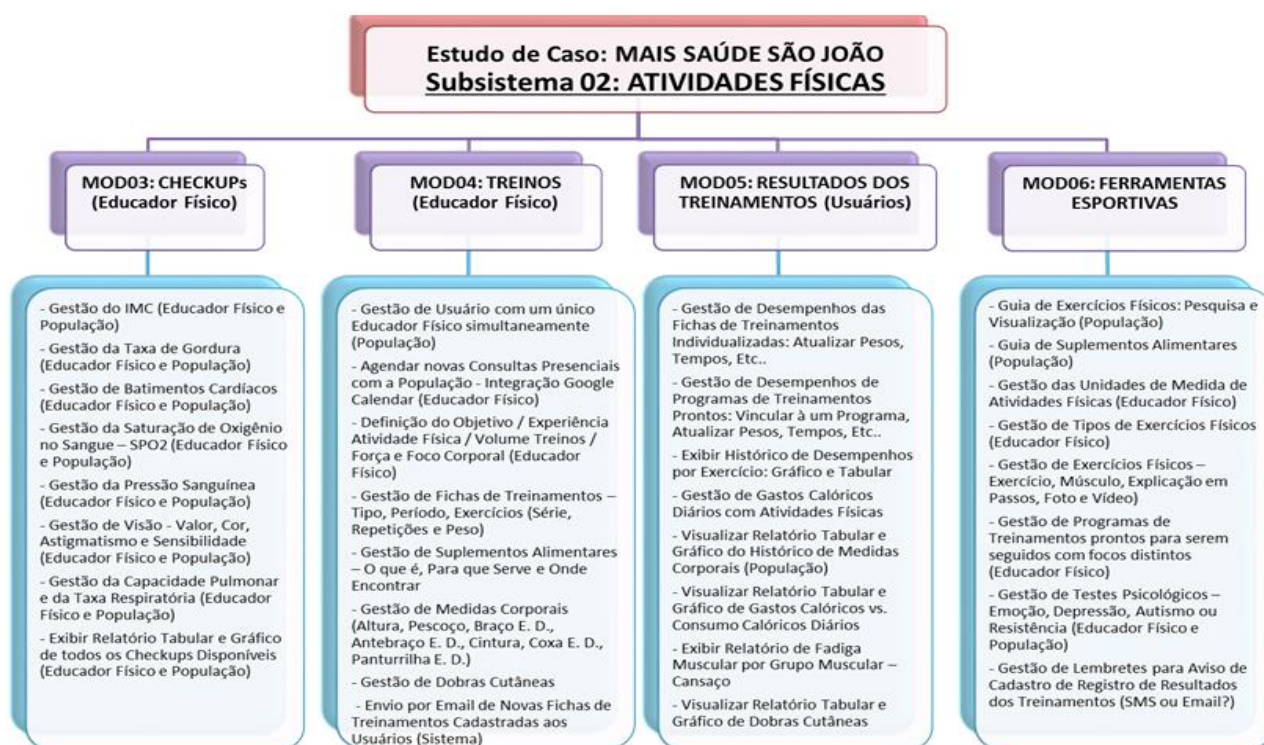 Estudo de Caso: MAIS SAÚDE SÃO JOÃO
Subsistema 02: ATIVIDADES FÍSICAS
MOD03: CHECKUPs
(Educador Físico)
- Gestão do IMC (Educador Físico e
População)
- Gestão da Taxa de Gordura
(Educador Físico e População)
- Gestão de Batimentos Cardíacos
(Educador Físico e População)
- Gestão da Saturação de Oxigênio
no Sangue – SPO2 (Educador Físico
e População)
- Gestão da Pressão Sanguínea
(Educador Físico e População)
- Gestão de Visão - Valor, Cor,
Astigmatismo e Sensibilidade
(Educador Físico e População)
- Gestão da Capacidade Pulmonar
e da Taxa Respiratória (Educador
Físico e População)
- Exibir Relatório Tabular e Gráfico
de todos os Checkups Disponíveis
(Educador Físico e População)
MOD04: TREINOS
(Educador Físico)
- Gestão de Usuário com um único
Educador Físico simultaneamente
(População)
- Agendar novas Consultas Presenciais
com a População - Integração Google
Calendar (Educador Físico)
- Definição do Objetivo / Experiência
Atividade Física / Volume Treinos /
Força e Foco Corporal (Educador
Físico)
- Gestão de Fichas de Treinamentos –
Tipo, Período, Exercícios (Série,
Repetições e Peso)
- Gestão de Suplementos Alimentares
– O que é, Para que Serve e Onde
Encontrar
- Gestão de Medidas Corporais
(Altura, Pescoço, Braço E. D.,
Antebraço E. D., Cintura, Coxa E. D.,
Panturrilha E. D.)
- Gestão de Dobras Cutâneas
- Envio por Email de Novas Fichas de
Treinamentos Cadastradas aos
Usuários (Sistema)
MOD05: RESULTADOS DOS
TREINAMENTOS (Usuários)
- Gestão de Desempenhos das
Fichas de Treinamentos
Individualizadas: Atualizar Pesos,
Tempos, Etc..
- Gestão de Desempenhos de
Programas de Treinamentos
Prontos: Vincular à um Programa,
Atualizar Pesos, Tempos, Etc..
- Exibir Histórico de Desempenhos
por Exercício: Gráfico e Tabular
- Gestão de Gastos Calóricos
Diários com Atividades Físicas
- Visualizar Relatório Tabular e
Gráfico do Histórico de Medidas
Corporais (População)
- Visualizar Relatório Tabular e
Gráfico de Gastos Calóricos vs.
Consumo Calóricos Diários
- Exibir Relatório de Fadiga
Muscular por Grupo Muscular –
Cansaço
- Visualizar Relatório Tabular e
Gráfico de Dobras Cutâneas
MOD06: FERRAMENTAS
ESPORTIVAS
- Guia de Exercícios Físicos: Pesquisa e
Visualização (População)
- Guia de Suplementos Alimentares
(População)
- Gestão das Unidades de Medida de
Atividades Físicas (Educador Físico)
- Gestão de Tipos de Exercícios Físicos
(Educador Físico)
- Gestão de Exercícios Físicos –
Exercício, Músculo, Explicação em
Passos, Foto e Vídeo)
- Gestão de Programas de
Treinamentos prontos para serem
seguidos com focos distintos
(Educador Físico)
- Gestão de Testes Psicológicos –
Emoção, Depressão, Autismo ou
Resistência (Educador Físico e
População)
- Gestão de Lembretes para Aviso de
Cadastro de Registro de Resultados
dos Treinamentos (SMS ou Email?)